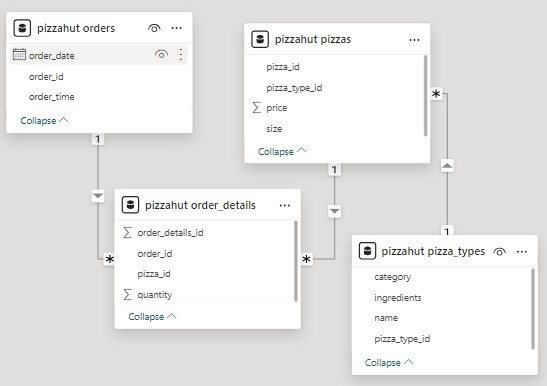 pizzahut orders
order_date
order_id
order_time
Collapse
pizzahut pizzas
pizza_id
pizza_type_id
Σ price
size
Collapse
1
*
1
*
1
*
pizzahut order_details
Σ order_details_id
order_id
pizza_id
Σ quantity
Collapse
pizzahut pizza_types
category
ingredients
name
pizza_type_id
Collapse